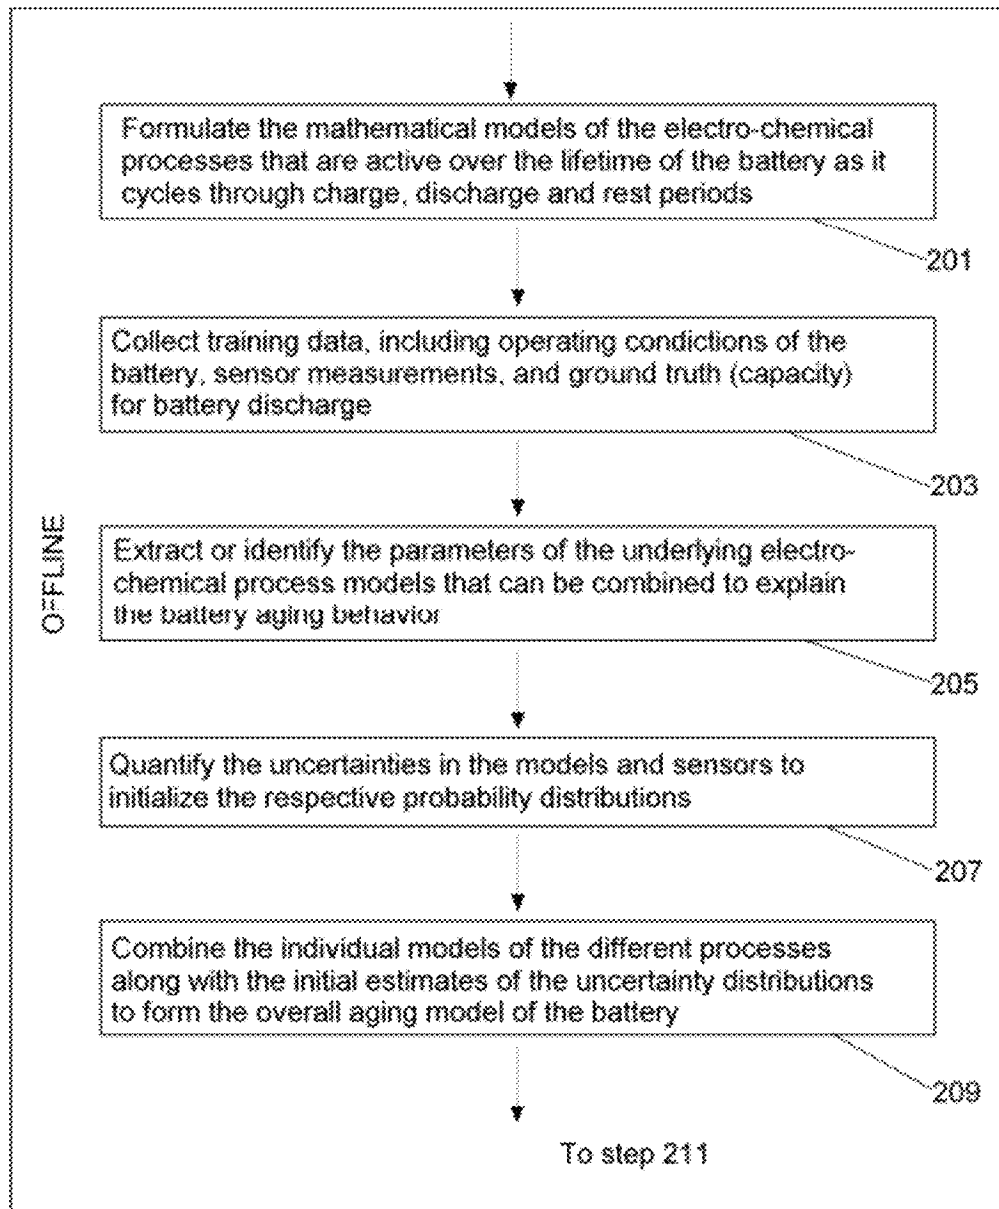 Formulate the mathematical models of the electro-chemical
processes that are active over the lifetime of the battery as it
cycles through charge, discharge and rest periods
201
Collect training data, including operating conditions of the
battery, sensor measurements, and ground truth (capacity)
for battery discharge
203
OFFLINE
Extract or identify the parameters of the underlying electro-
chemical process models that can be combined to explain
the battery aging behavior
205
Quantify the uncertainties in the models and sensors to
initialize the respective probability distributions
207
Combine the individual models of the different processes
along with the initial estimates of the uncertainty distributions
to form the overall aging model of the battery
209
To step 211